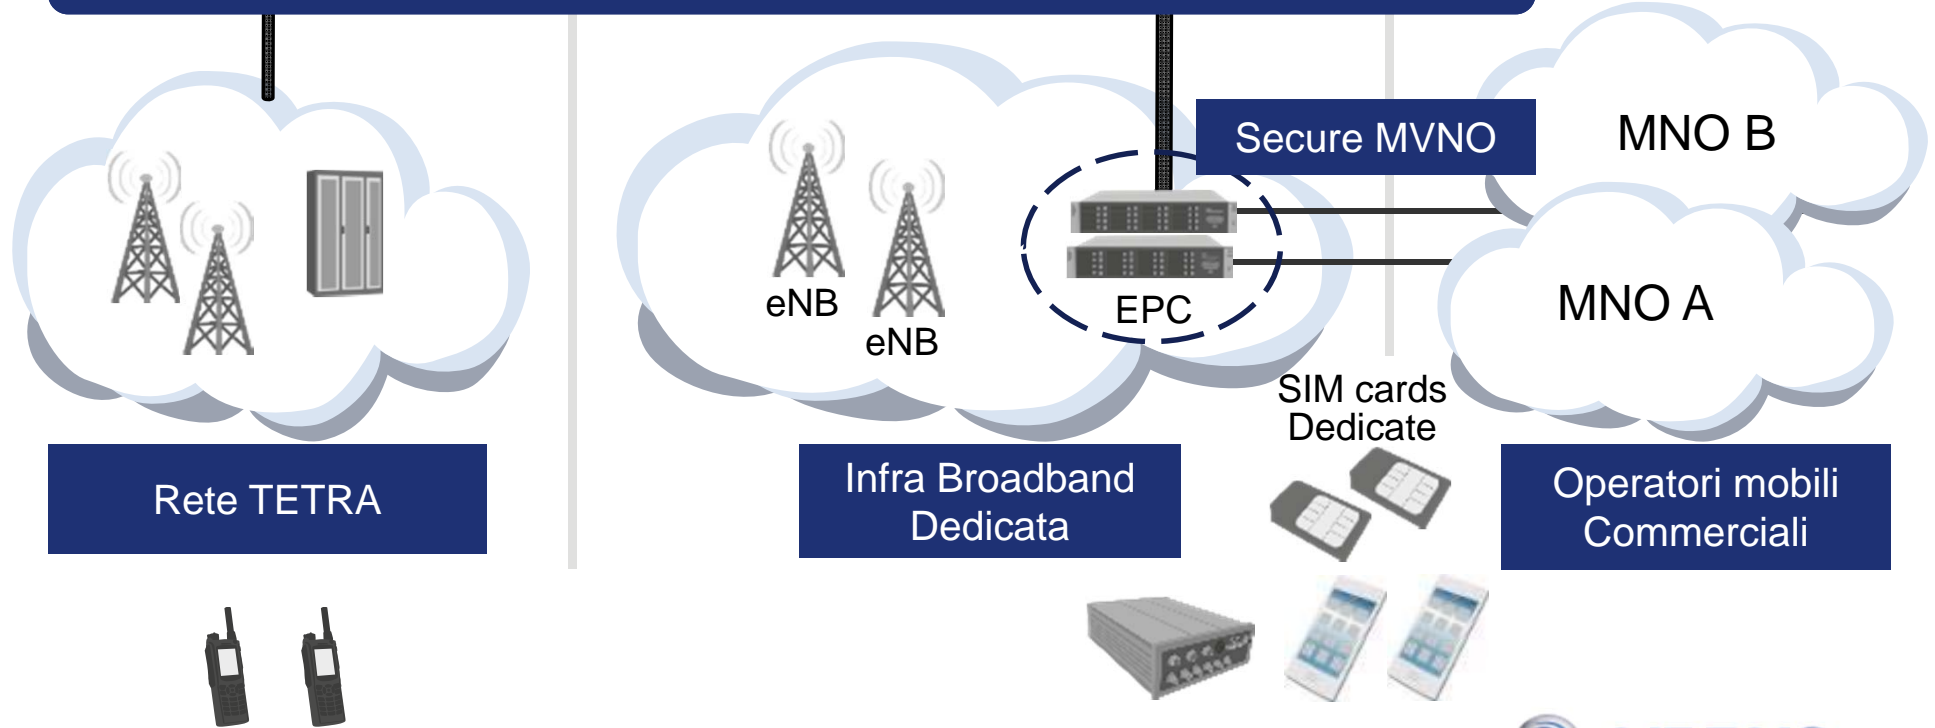 Secure MVNO
MNO B
MNO A
eNB
eNB
EPC
SIM cards
Dedicate
Rete TETRA
Infra Broadband
Dedicata
Operatori mobili
Commerciali